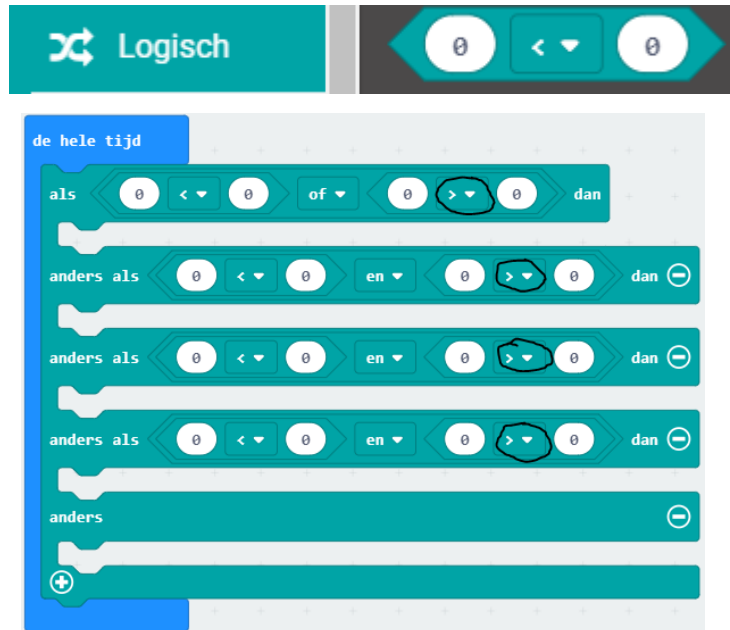 Logisch 0 < 0
de hele tijd
als 0 < 0 of 0 > 0 dan
anders als 0 < 0 en 0 > 0 dan
anders als 0 < 0 en 0 > 0 dan
anders als 0 < 0 en 0 > 0 dan
anders